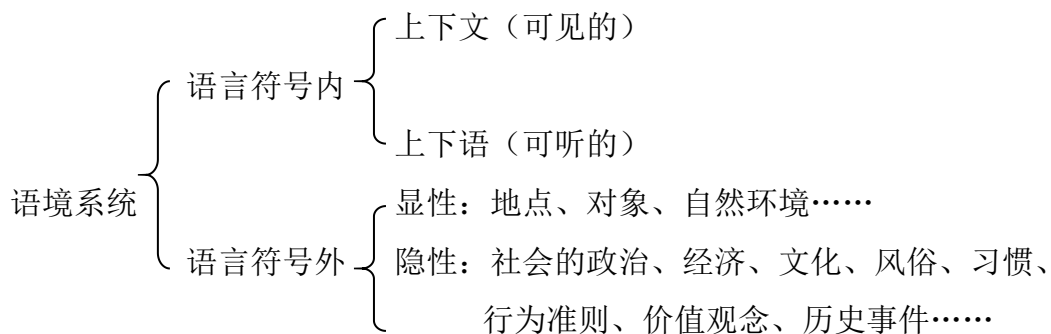 上下文（可见的）
语言符号内
上下语（可听的）
语境系统
显性：地点、对象、自然环境……
语言符号外
隐性：社会的政治、经济、文化、风俗、习惯、
行为准则、价值观念、历史事件……